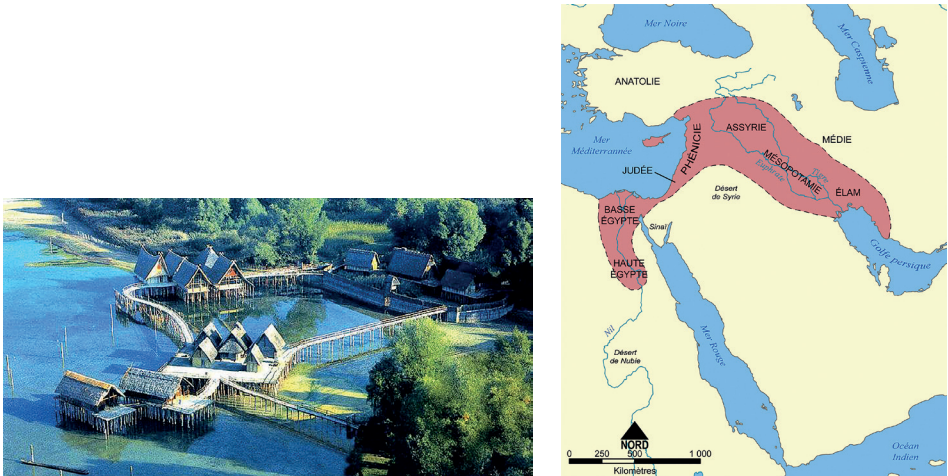 Mer Noire
Mer Caspienne
ANATOLIE
ASSYRIE
MÉDIE
Mer
Méditerrannée
PHÉNICIE
MÉSOPOTAMIE
Tigre
Euphrate
JUDÉE
ÉLAM
Désert
de Syrie
BASSE
ÉGYPTE
Sinaï
Golfe persique
HAUTE
ÉGYPTE
Nil
Mer Rouge
Désert
de Nubie
NORD
0 250 500 1 000
Kilomètres
Océan
Indien